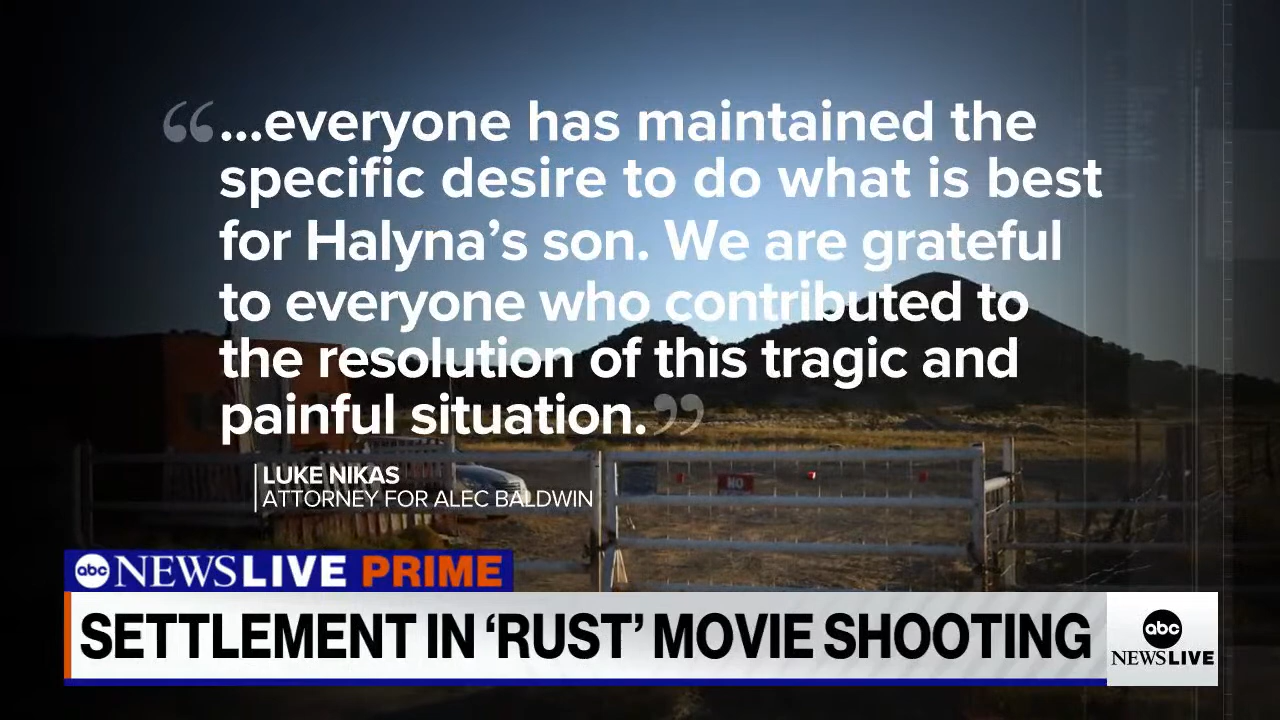 “...everyone has maintained the
specific desire to do what is best
for Halyna’s son. We are grateful
to everyone who contributed to
the resolution of this tragic and
painful situation.”
LUKE NIKAS
ATTORNEY FOR ALEC BALDWIN
NO
abc NEWS LIVE PRIME
SETTLEMENT IN ‘RUST’ MOVIE SHOOTING
abc
NEWS LIVE